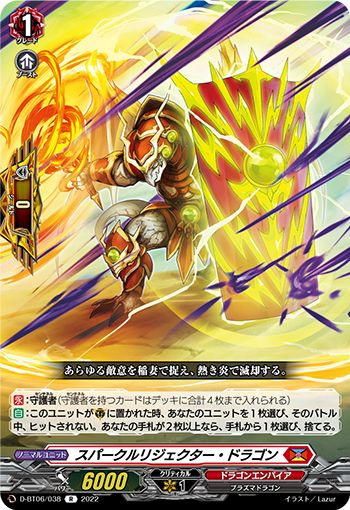 1
グレード
ブースト
シールド
0
あらゆる敵意を稲妻で捉え、熱き炎で滅却する。
永:守護者(守護者を持つカードはデッキに合計4枚まで入れられる)
自:このユニットが(G)に置かれた時、あなたのユニットを1枚選び、そのバトル
中、ヒットされない。あなたの手札が2枚以上なら、手札から1枚選び、捨てる。
ノーマルユニット
スパークルリジェクター・ドラゴン
パワー
6000
クリティカル
1
ドラゴンエンパイア
プラズマドラゴン
D-BT06/038 R 2022
イラスト/Lazur